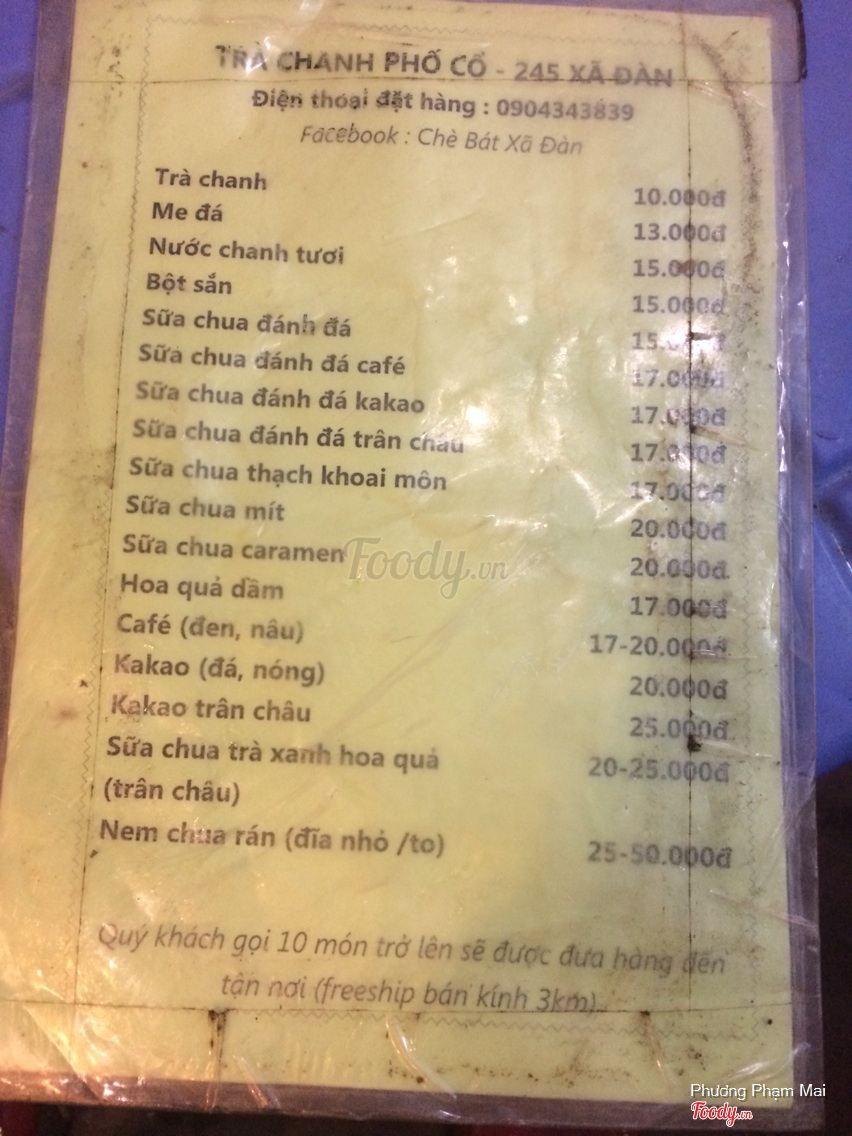 TRÀ CHANH PHỐ CỔ - 245 XÃ ĐÀN
Điện thoại đặt hàng : 0904343839
Facebook : Chè Bát Xã Đàn
Trà chanh 10.000đ
Me đá 13.000đ
Nước chanh tươi 15.000đ
Bột sắn 15.000đ
Sữa chua đánh đá 15.000đ
Sữa chua đánh đá café 17.000đ
Sữa chua đánh đá kakao 17.000đ
Sữa chua đánh đá trân châu 17.000đ
Sữa chua thạch khoai môn 17.000đ
Sữa chua mít 20.000đ
Sữa chua caramen 20.000đ
Hoa quả dầm 17.000đ
Café (đen, nâu) 17-20.000đ
Kakao (đá, nóng) 20.000đ
Kakao trân châu 25.000đ
Sữa chua trà xanh hoa quả 20-25.000đ
(trân châu)
Nem chua rán (đĩa nhỏ /to) 25-50.000đ
Quý khách gọi 10 món trở lên sẽ được đưa hàng đến
tận nơi (freeship bán kính 3km)
Foody.vn
Phương Phạm Mai
Foody.vn